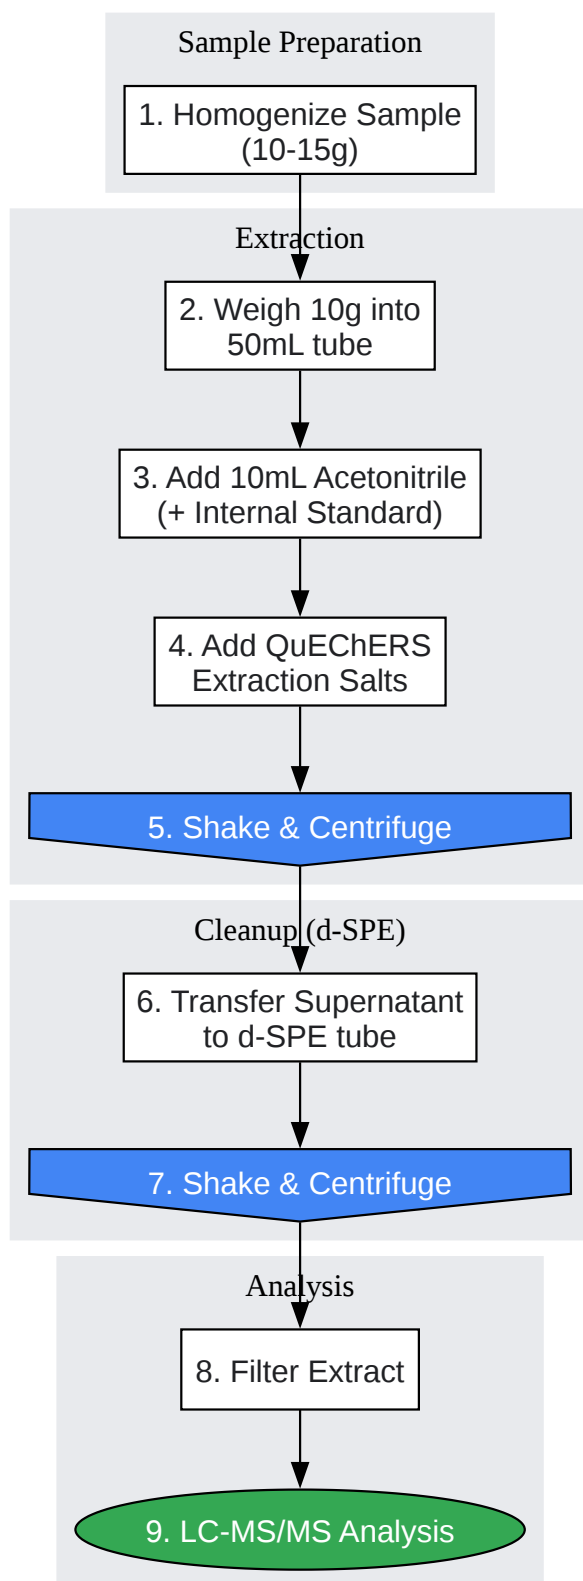 Sample Preparation
1. Homogenize Sample
(10-15g)
Extraction
2. Weigh 10g into
50mL tube
3. Add 10mL Acetonitrile
(+ Internal Standard)
4. Add QuEChERS
Extraction Salts
5. Shake & Centrifuge
Cleanup (d-SPE)
6. Transfer Supernatant
to d-SPE tube
7. Shake & Centrifuge
Analysis
8. Filter Extract
9. LC-MS/MS Analysis